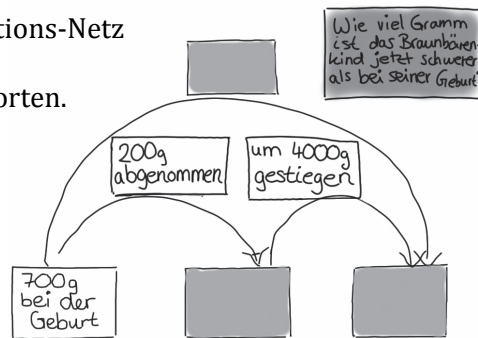 tions-Netz
orten.
Wie viel Gramm
ist das Braunbären-
kind jetzt schwerer
als bei seiner Geburt
200g
abgenommen
um 4000g
gestiegen
700g
bei der
Geburt